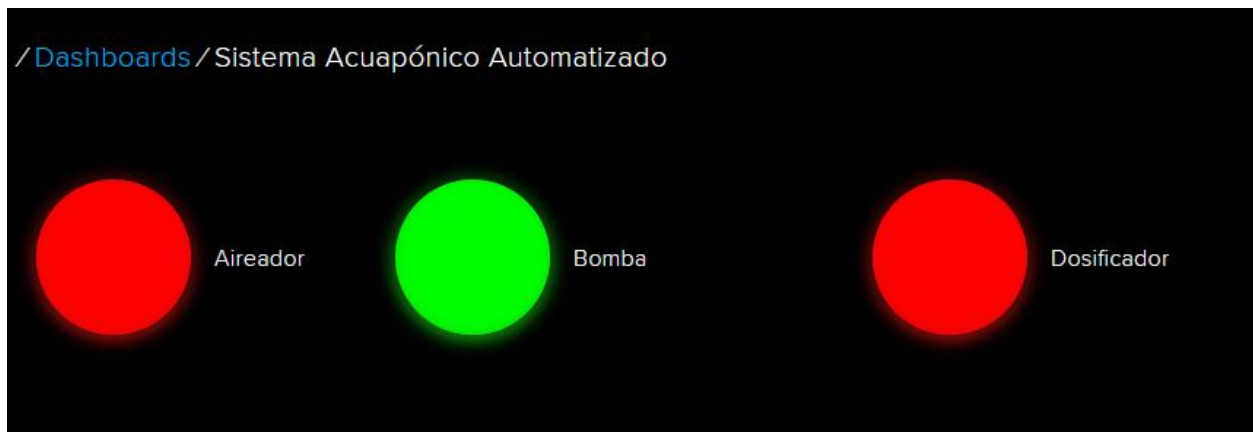 / Dashboards / Sistema Acuapónico Automatizado
Aireador
Bomba
Dosificador